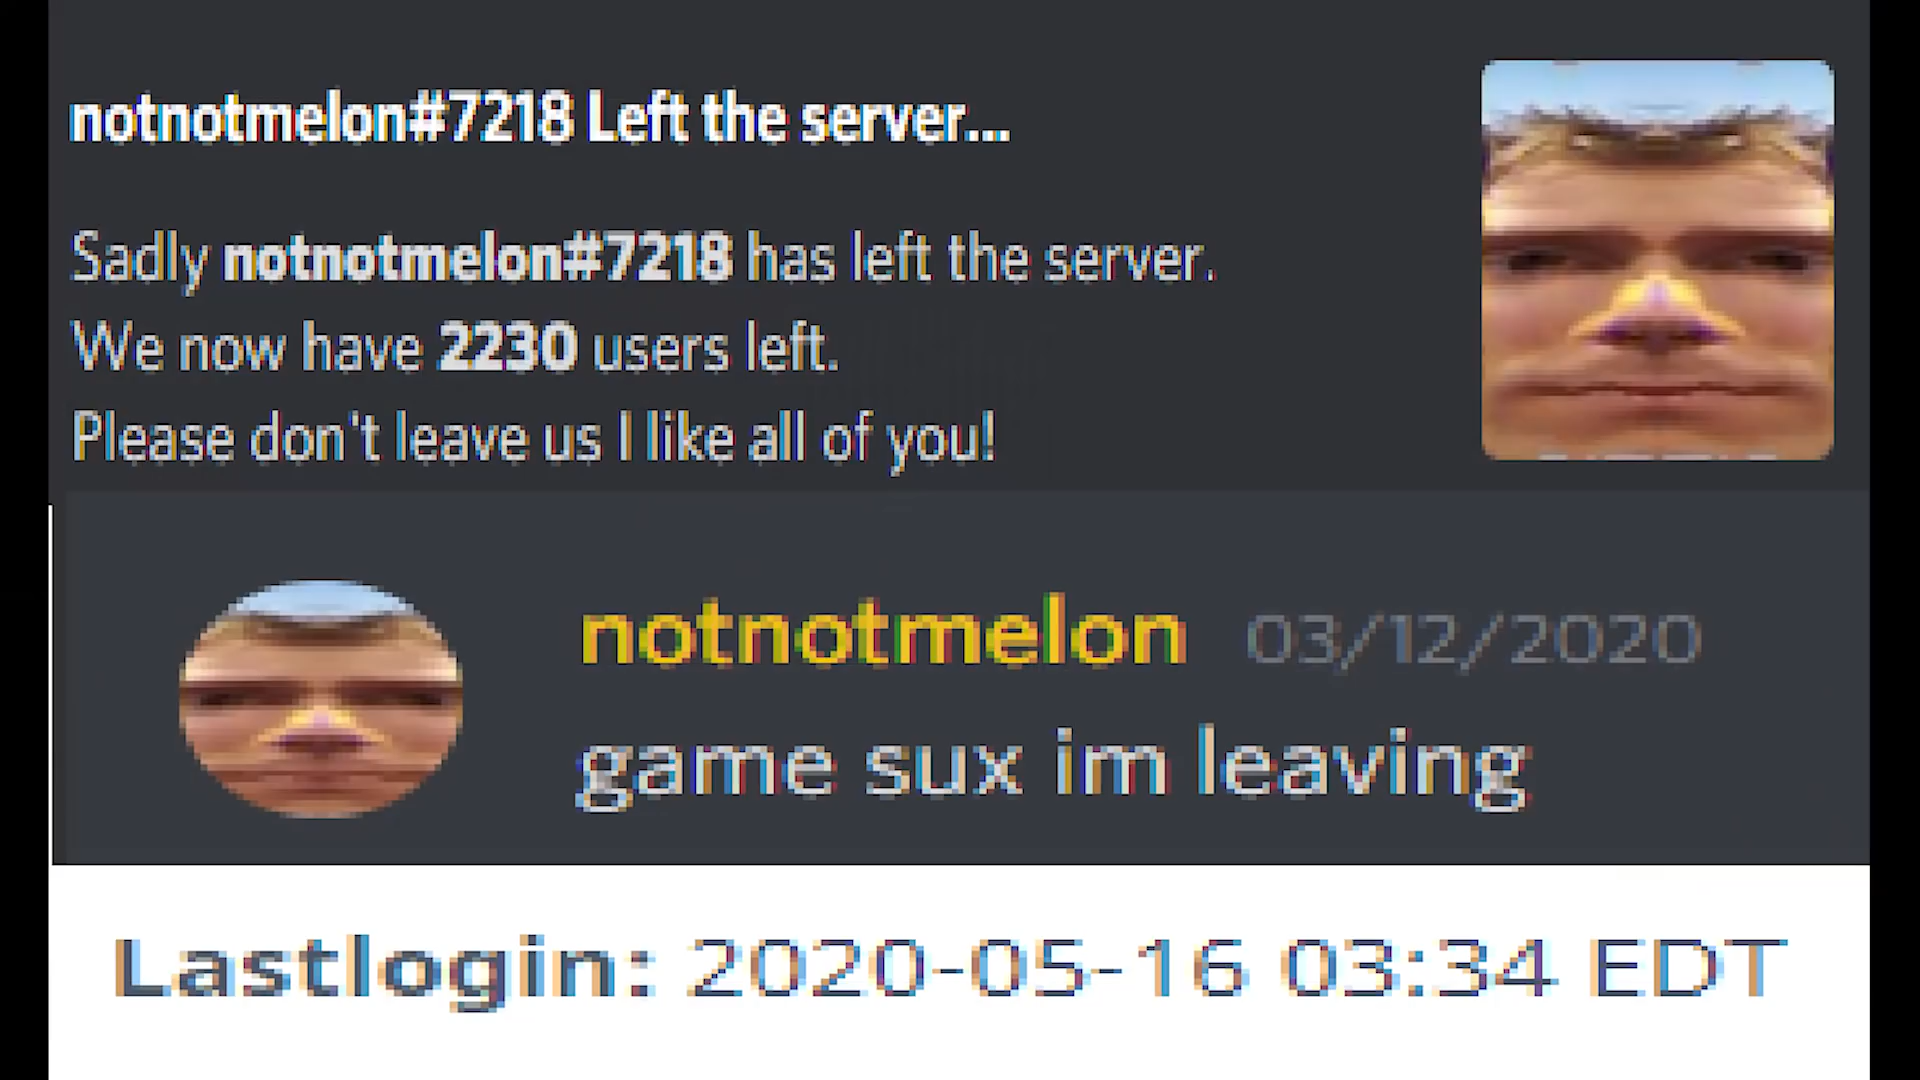 notnotmelon#7218 Left the server...
Sadly notnotmelon#7218 has left the server.
We now have 2230 users left.
Please don't leave us I like all of you!
notnotmelon 03/12/2020
game sux im leaving
Lastlogin: 2020-05-16 03:34 EDT